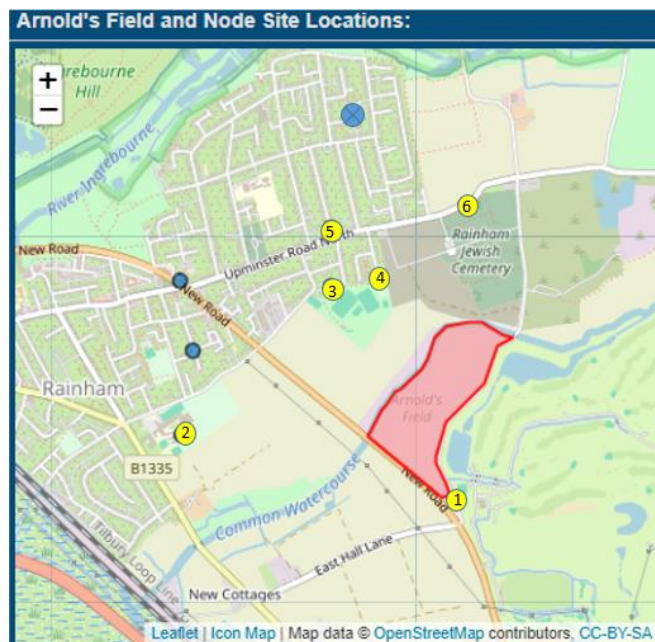 Arnold's Field and Node Site Locations:
+
−
Ingrebourne
Hill
River Ingrebourne
6
5
Rainham
Jewish
Cemetery
New Road
Upminster Road North
4
3
New Road
Rainham
Arnold's
Field
2
B1335
New Road
1
Common Watercourse
East Hall Lane
Tilbury Loop Line
New Cottages
Leaflet | Icon Map | Map data © OpenStreetMap contributors, CC-BY-SA